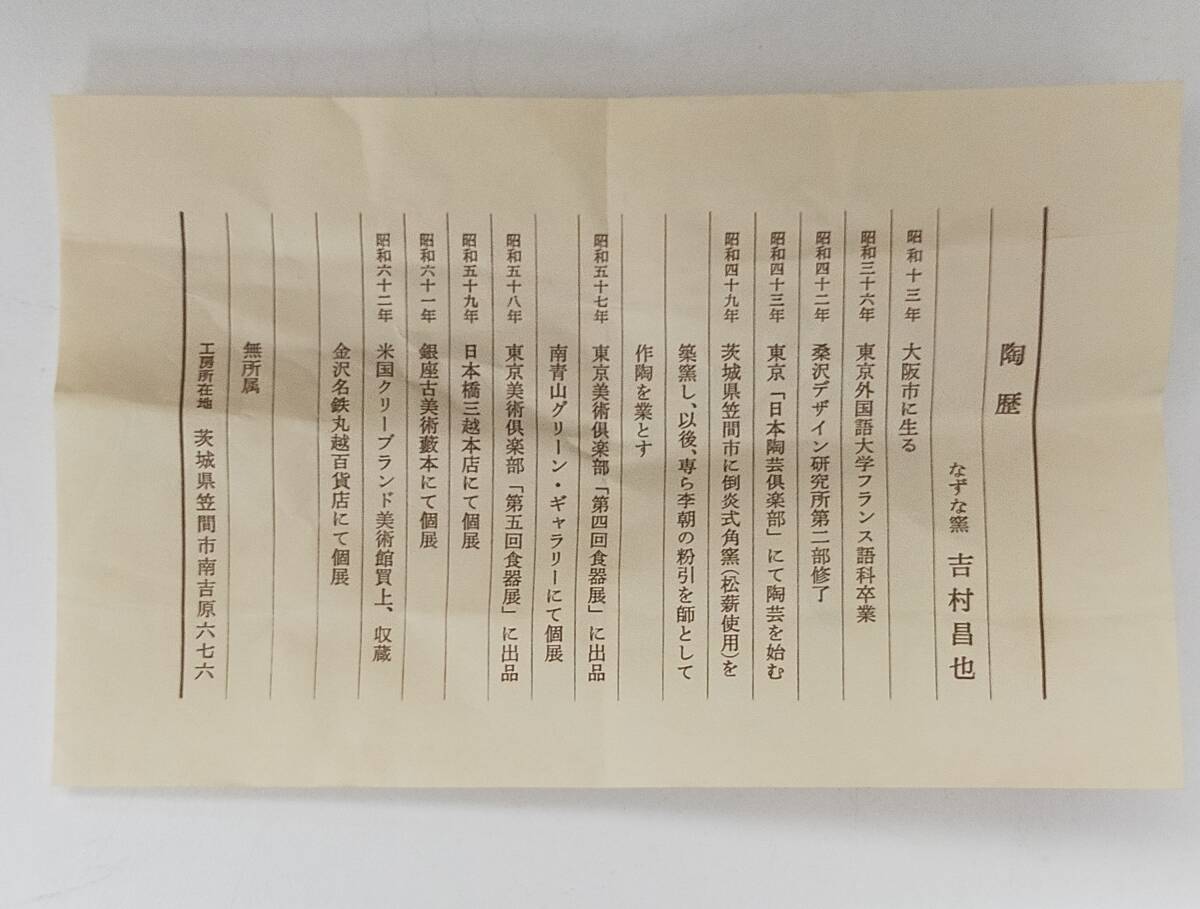 陶歴
なずな窯 吉村昌也
昭和十三年 大阪市に生る
昭和三十六年 東京外国語大学フランス語科卒業
昭和四十二年 桑沢デザイン研究所第二部修了
昭和四十三年 東京「日本陶芸倶楽部」にて陶芸を始む
昭和四十九年 茨城県笠間市に倒炎式角窯(松薪使用)を
築窯し、以後、専ら李朝の粉引を師として
作陶を業とす
昭和五十七年 東京美術倶楽部「第四回食器展」に出品
南青山グリーン・ギャラリーにて個展
昭和五十八年 東京美術倶楽部「第五回食器展」に出品
昭和五十九年 日本橋三越本店にて個展
昭和六十一年 銀座古美術藪本にて個展
昭和六十二年 米国クリーブランド美術館買上、収蔵
金沢名鉄丸越百貨店にて個展
無所属
工房所在地 茨城県笠間市南吉原六七六